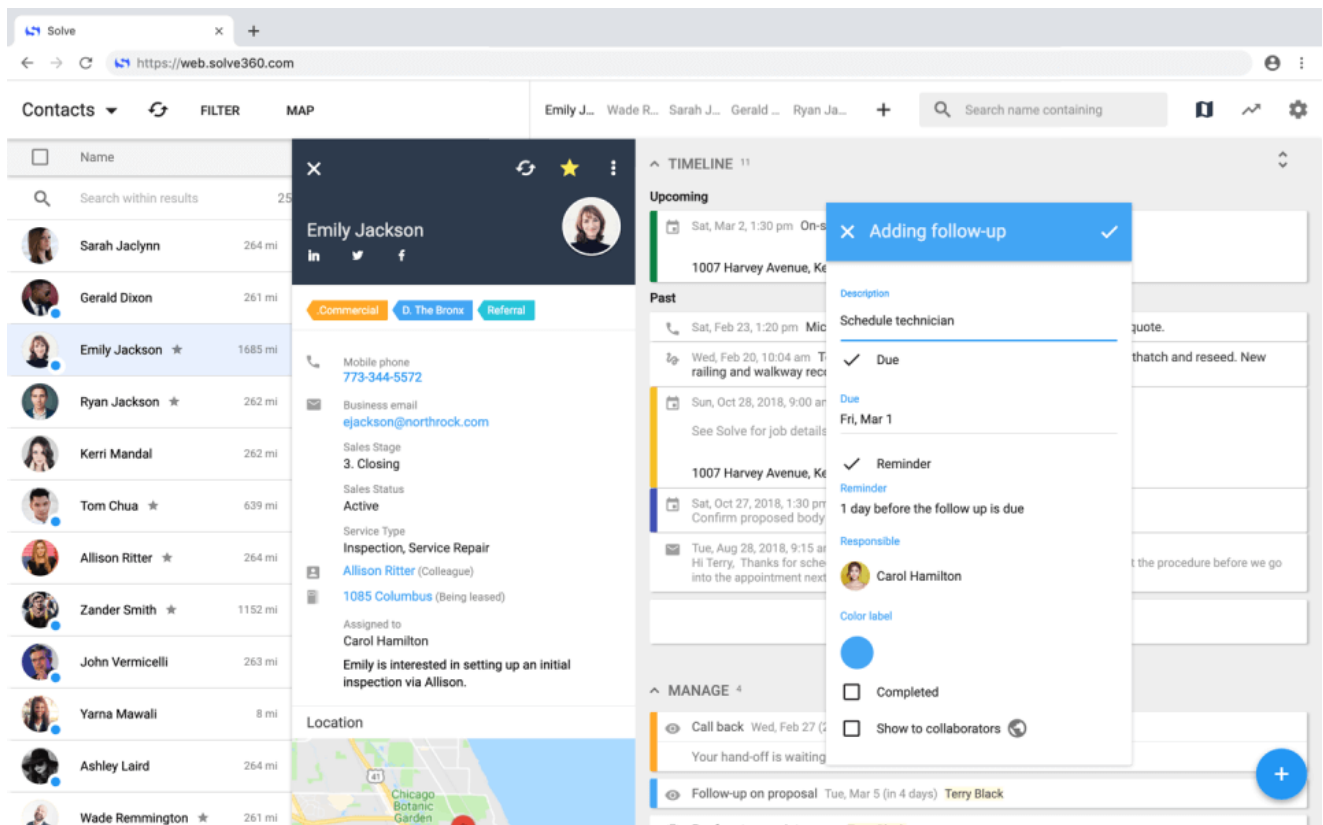 Solve
https://web.solve360.com
Contacts
FILTER
MAP
Emily J... Wade R... Sarah J... Gerald ... Ryan Ja...
Search name containing
Name
Search within results 25
Sarah Jaclynn 264 mi
Gerald Dixon 261 mi
Emily Jackson 1685 mi
Ryan Jackson 262 mi
Kerri Mandal 262 mi
Tom Chua 639 mi
Allison Ritter 264 mi
Zander Smith 1152 mi
John Vermicelli 263 mi
Yarna Mawali 8 mi
Ashley Laird 264 mi
Wade Remmington 261 mi
Emily Jackson
.Commercial D. The Bronx Referral
Mobile phone
773-344-5572
Business email
ejackson@northrock.com
Sales Stage
3. Closing
Sales Status
Active
Service Type
Inspection, Service Repair
Allison Ritter (Colleague)
1085 Columbus (Being leased)
Assigned to
Carol Hamilton
Emily is interested in setting up an initial
inspection via Allison.
Location
41
Chicago
Botanic
Garden
TIMELINE 11
Upcoming
Sat, Mar 2, 1:30 pm On-s
1007 Harvey Avenue, Ke
Past
Sat, Feb 23, 1:20 pm Mic quote.
Wed, Feb 20, 10:04 am T thatch and reseed. New
railing and walkway rec
Sun, Oct 28, 2018, 9:00 am
See Solve for job details
1007 Harvey Avenue, Ke
Sat, Oct 27, 2018, 1:30 pm
Confirm proposed body
Tue, Aug 28, 2018, 9:15 ar
Hi Terry, Thanks for sche t the procedure before we go
into the appointment next
MANAGE 4
Call back Wed, Feb 27 (2
Your hand-off is waiting
Follow-up on proposal Tue, Mar 5 (in 4 days) Terry Black
Adding follow-up
Description
Schedule technician
Due
Due
Fri, Mar 1
Reminder
Reminder
1 day before the follow up is due
Responsible
Carol Hamilton
Color label
Completed
Show to collaborators